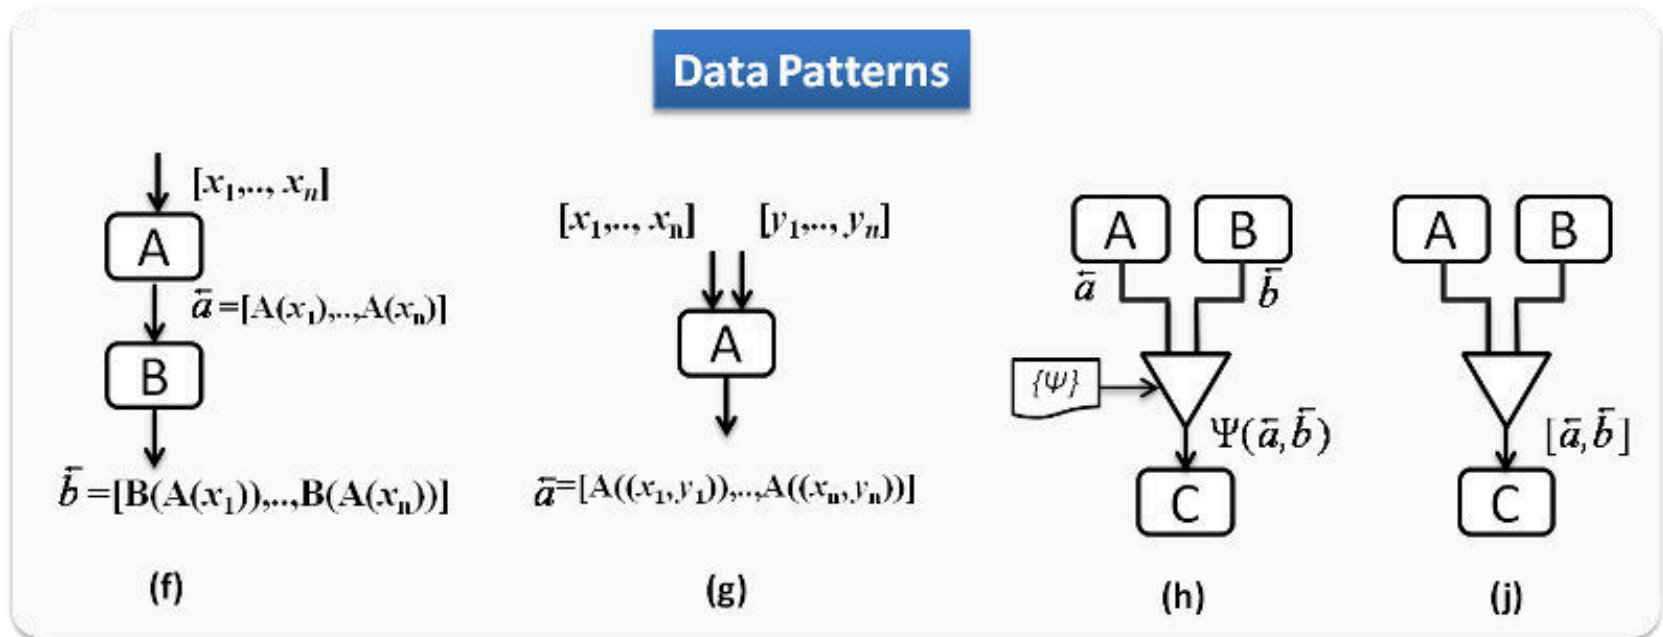 Data Patterns
[x₁,.., xₙ]
A
ā⃖=[A(x₁),..,A(xₙ)]
B
b⃖=[B(A(x₁)),..,B(A(xₙ))]
(f)
[x₁,.., xₙ] [y₁,.., yₙ]
A
a⃖=[A((x₁,y₁)),..,A((xₙ,yₙ))]
(g)
A B
a⃖ b⃖
{Ψ}
Ψ(a⃖,b⃖)
C
(h)
A B
[a⃖,b⃖]
C
(j)